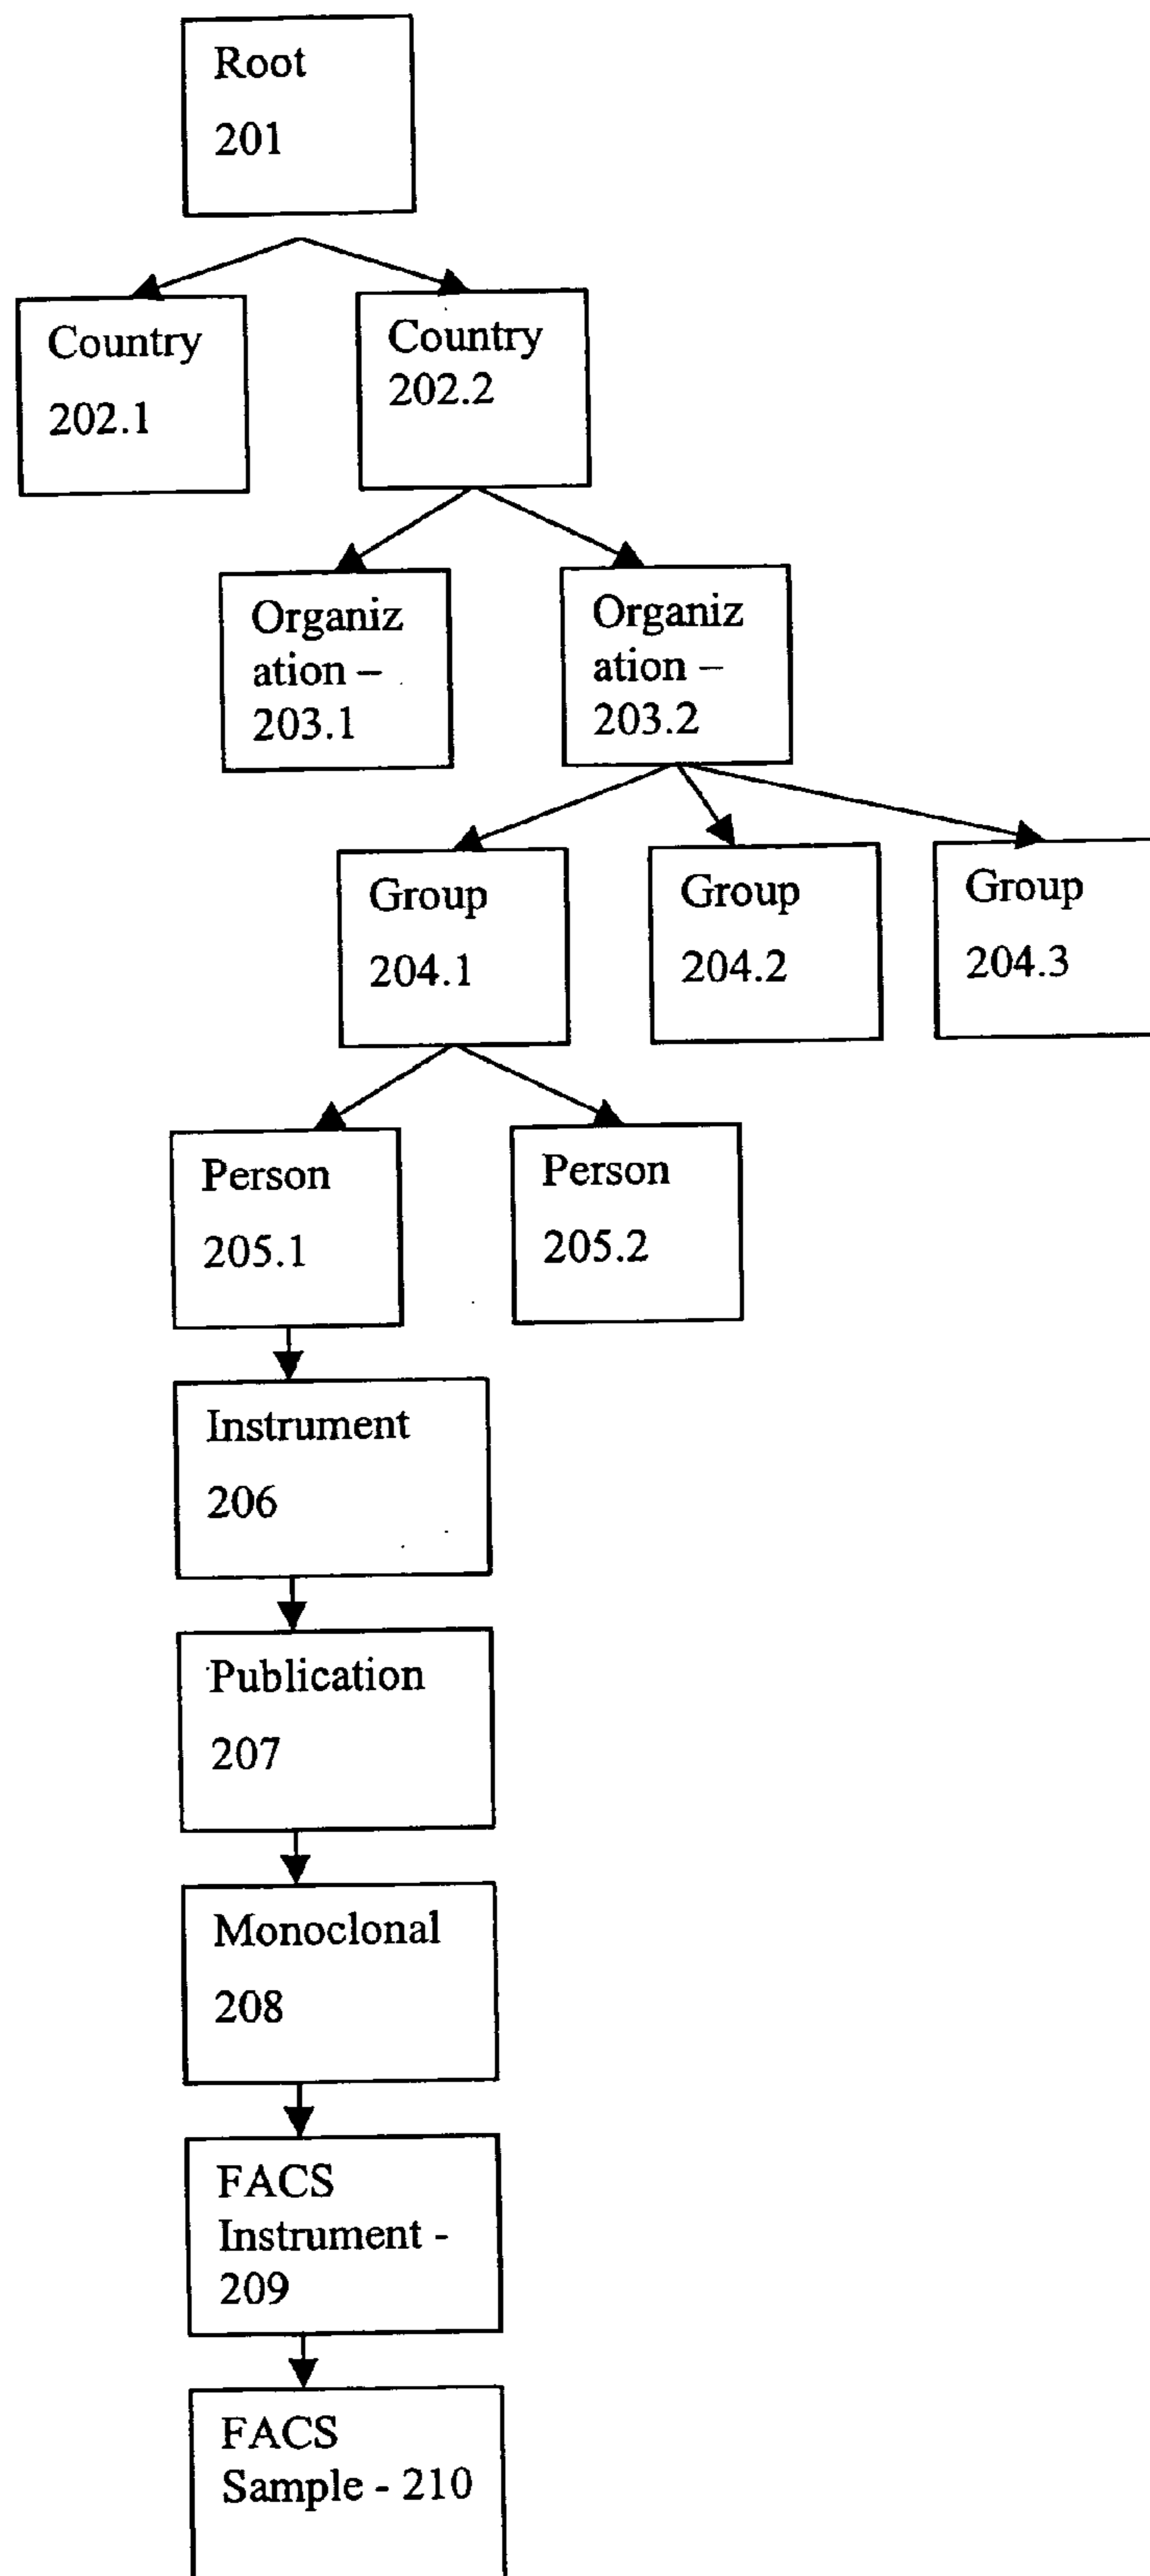 Root
201
Country
202.1
Country
202.2
Organiz
ation –
203.1
Organiz
ation –
203.2
Group
204.1
Group
204.2
Group
204.3
Person
205.1
Person
205.2
Instrument
206
Publication
207
Monoclonal
208
FACS
Instrument -
209
FACS
Sample - 210